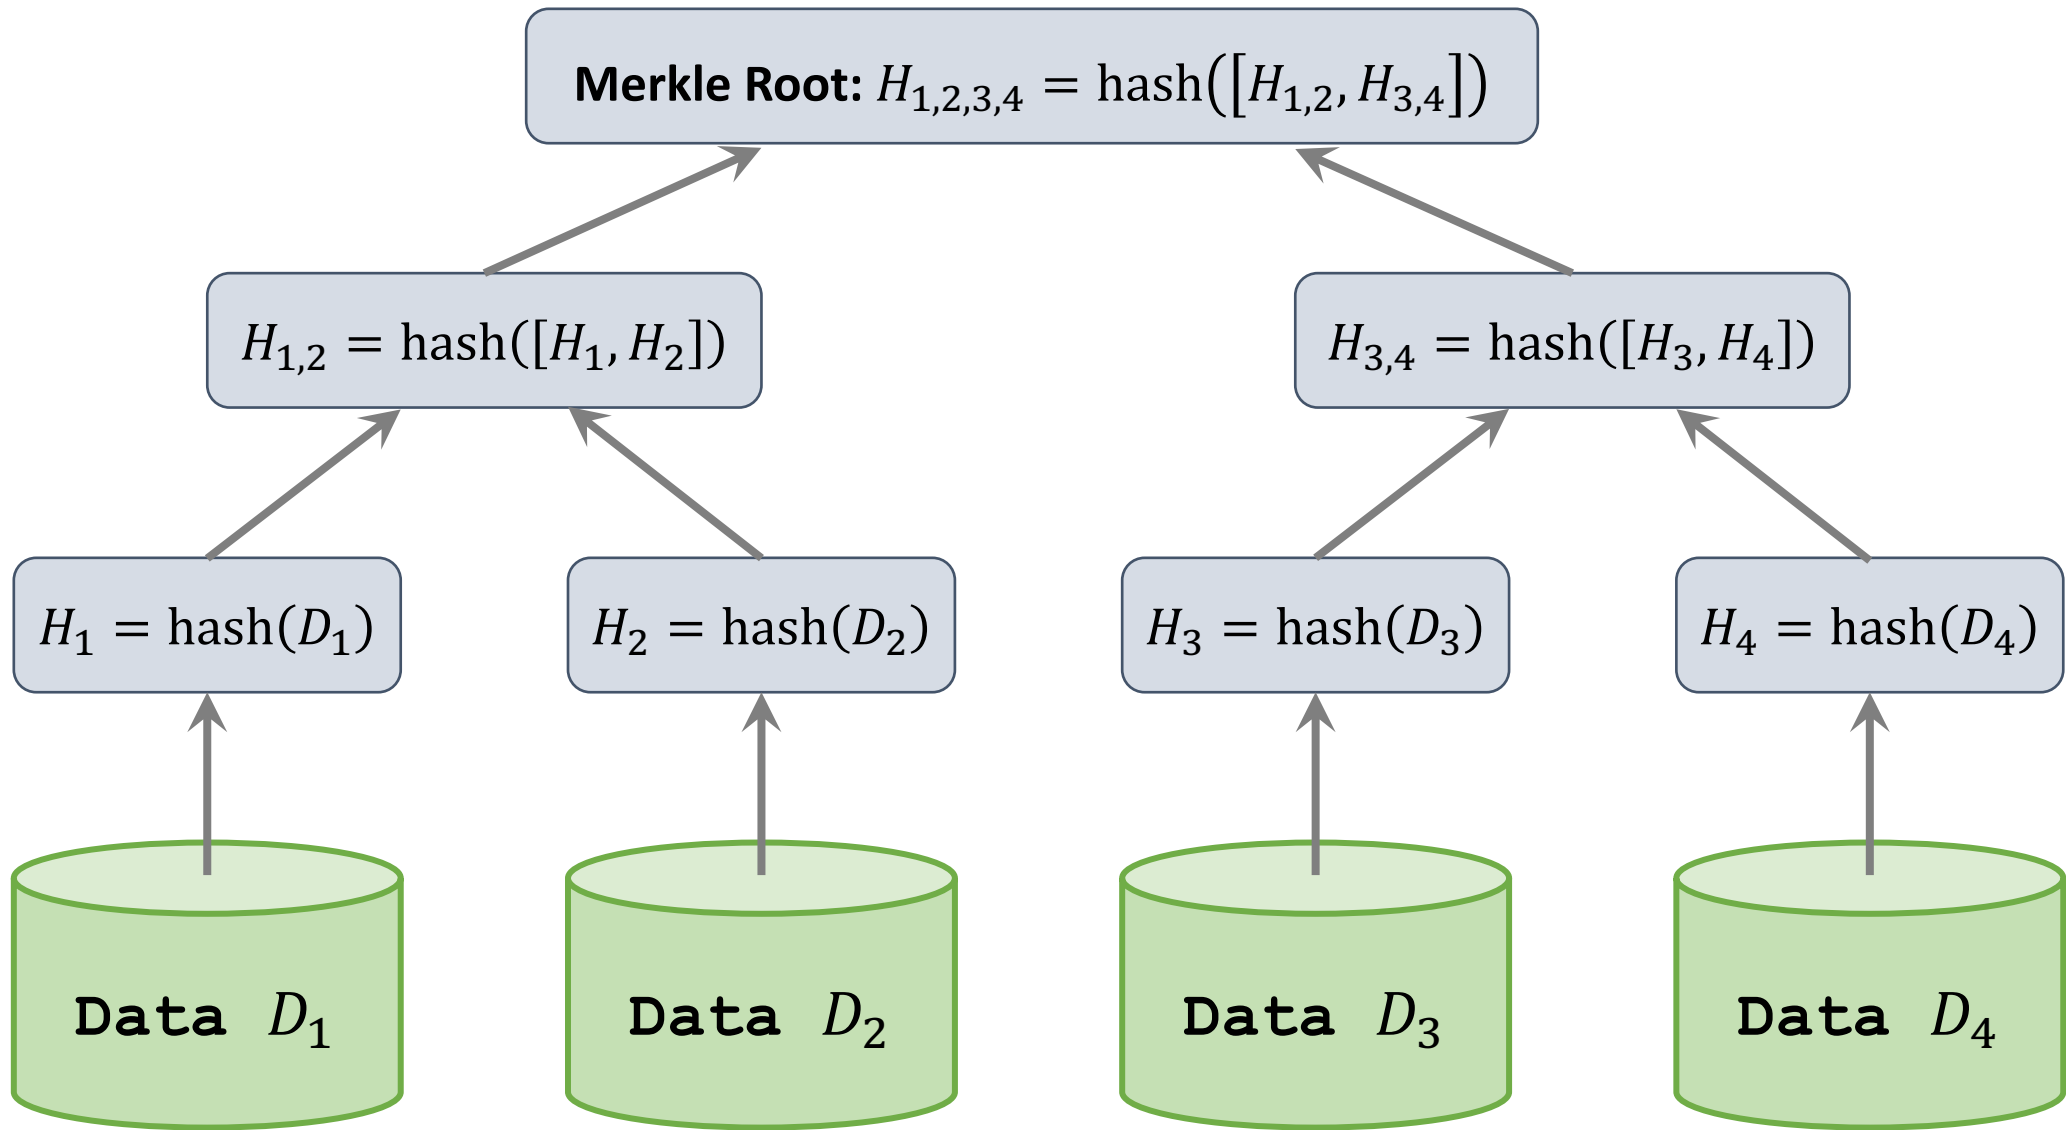 Merkle Root: H₁,₂,₃,₄ = hash([H₁,₂, H₃,₄])
H₁,₂ = hash([H₁, H₂])
H₃,₄ = hash([H₃, H₄])
H₁ = hash(D₁)
H₂ = hash(D₂)
H₃ = hash(D₃)
H₄ = hash(D₄)
Data D₁
Data D₂
Data D₃
Data D₄